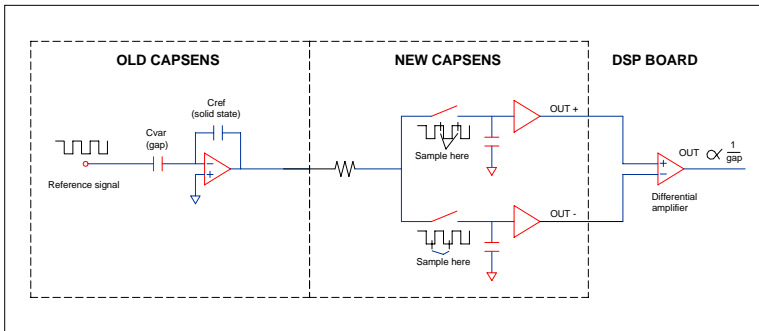 OLD CAPSENS
NEW CAPSENS
DSP BOARD
Cref
(solid state)
Cvar
(gap)
Reference signal
−
+
Sample here
OUT +
Sample here
OUT -
+
−
OUT ∝ 1
gap
Differential
amplifier